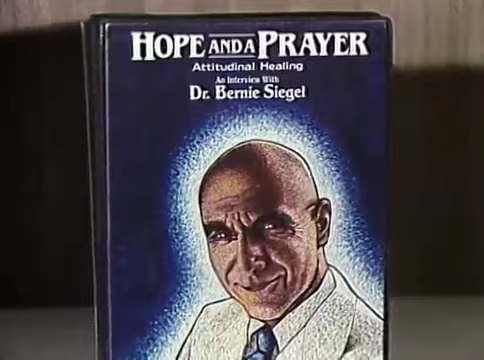 HOPE AND A PRAYER
Attitudinal Healing
An Interview With
Dr. Bernie Siegel